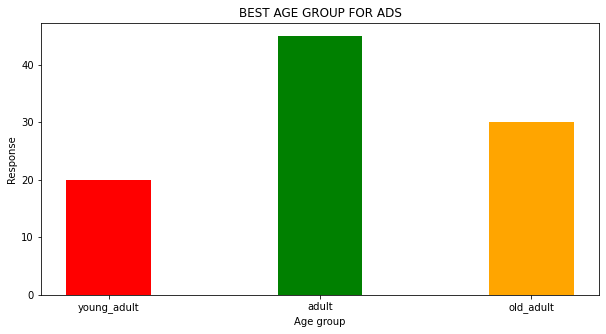 BEST AGE GROUP FOR ADS
Response
40
30
20
10
0
young_adult adult old_adult
Age group